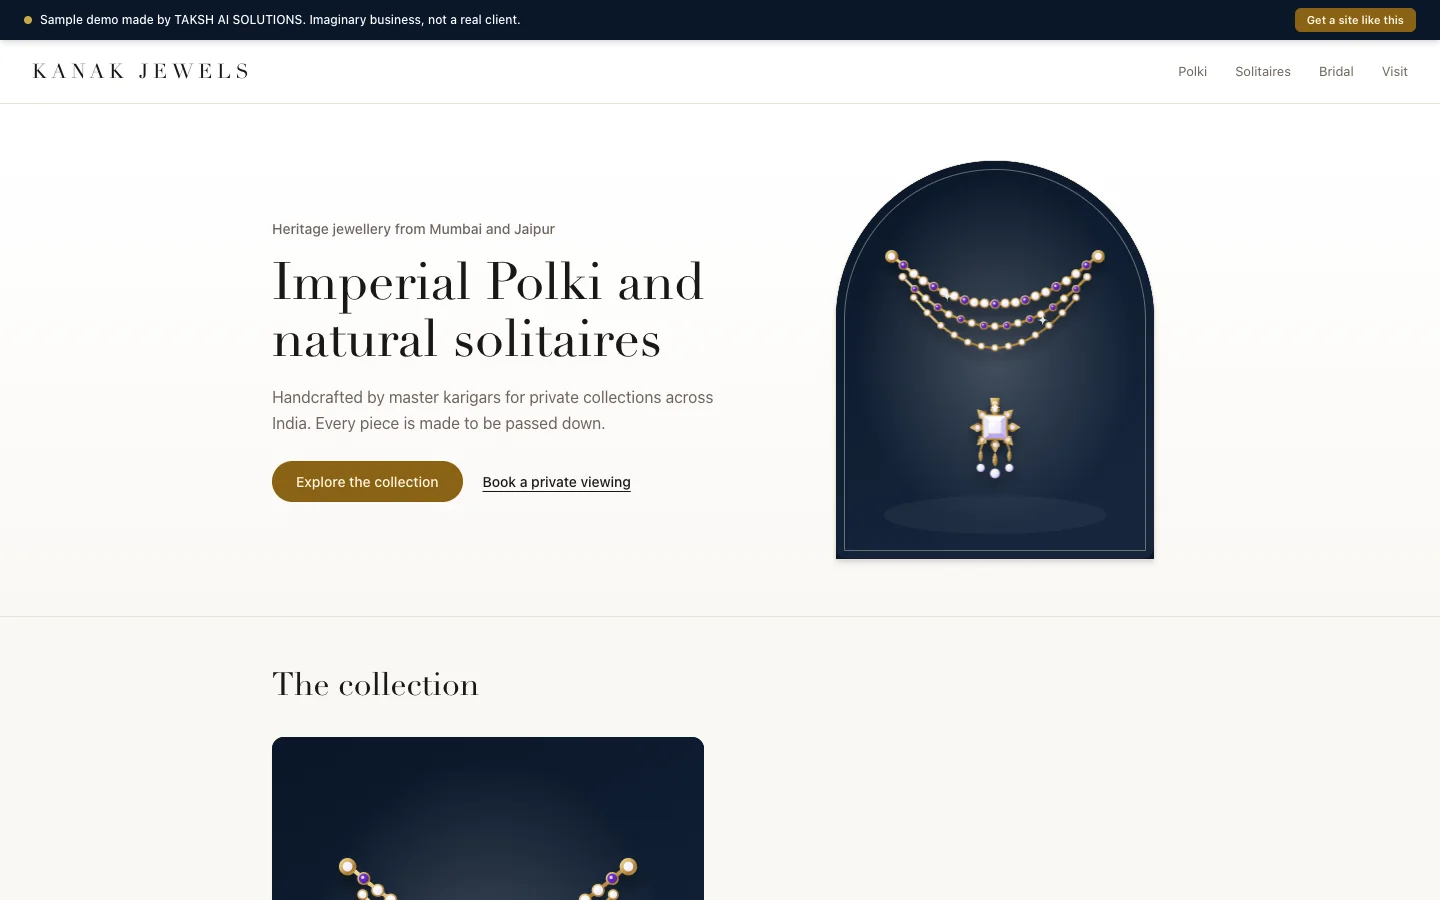 Sample demo made by TAKSH AI SOLUTIONS. Imaginary business, not a real client.
Get a site like this
KANAK JEWELS
Polki
Solitaires
Bridal
Visit
Heritage jewellery from Mumbai and Jaipur
Imperial Polki and
natural solitaires
Handcrafted by master karigars for private collections across
India. Every piece is made to be passed down.
Explore the collection
Book a private viewing
The collection